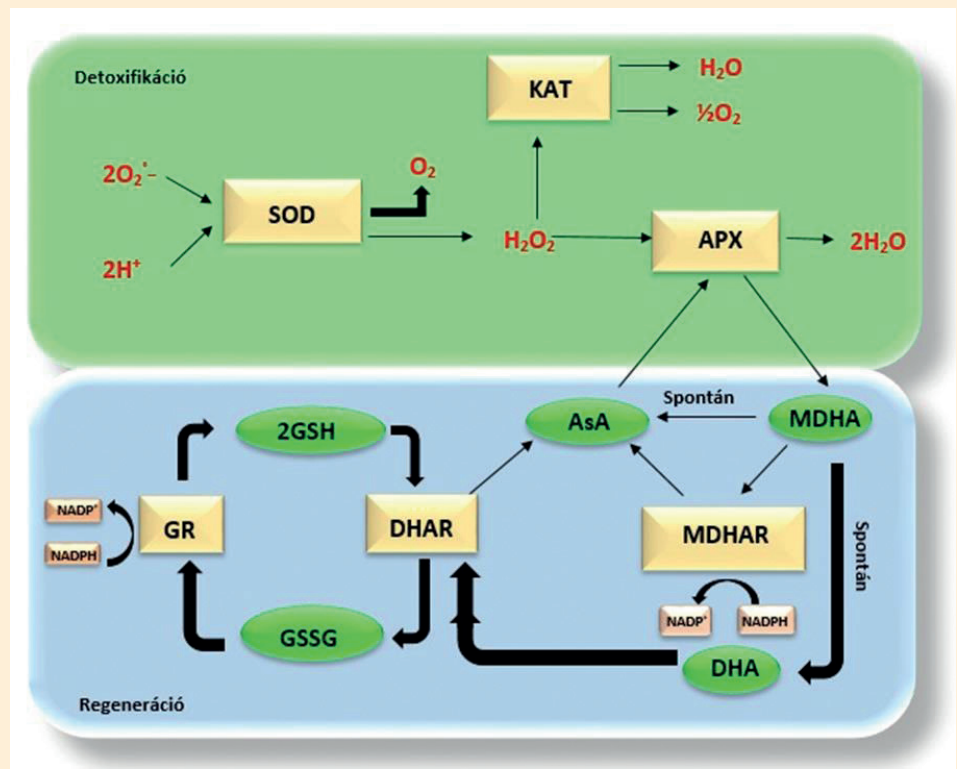 Detoxifikáció
KAT
H₂O
½O₂
2O₂˙⁻
O₂
SOD
2H⁺
H₂O₂
APX
2H₂O
2GSH
AsA
Spontán
MDHA
NADP⁺
NADPH
GR
DHAR
MDHAR
Spontán
NADP⁺
NADPH
GSSG
DHA
Regeneráció